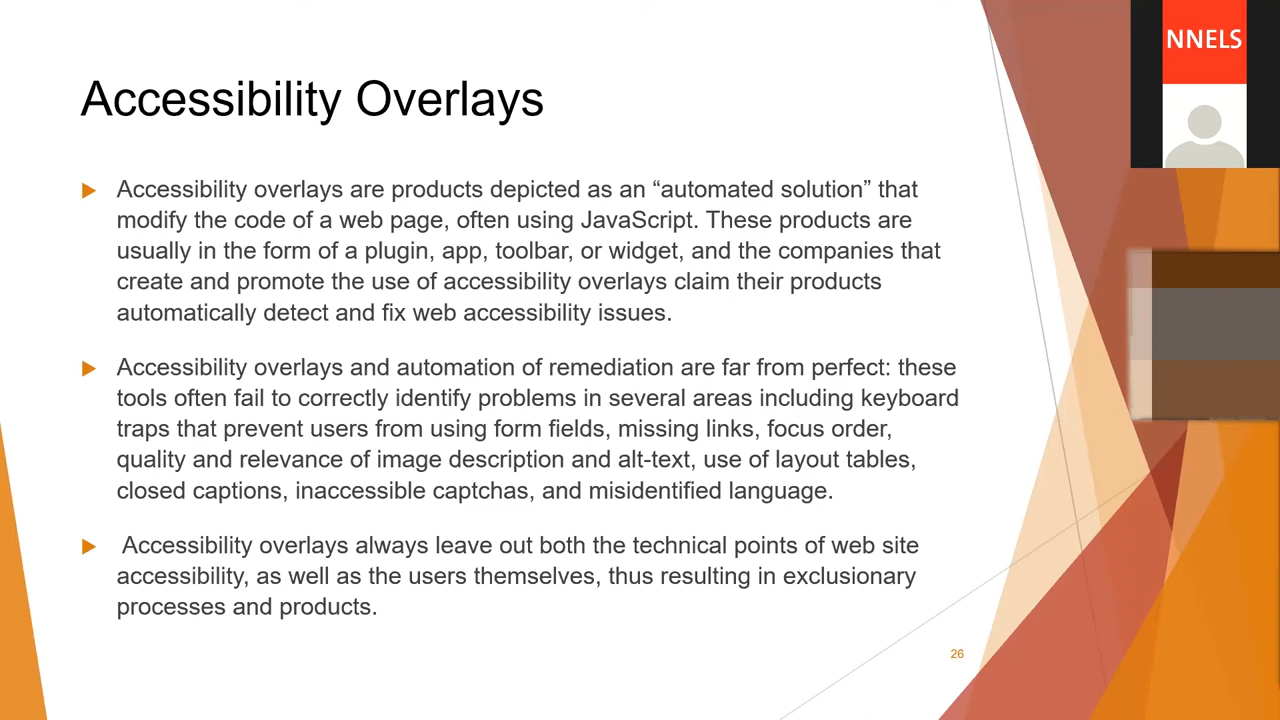 NNELS
Accessibility Overlays
Accessibility overlays are products depicted as an “automated solution” that
modify the code of a web page, often using JavaScript. These products are
usually in the form of a plugin, app, toolbar, or widget, and the companies that
create and promote the use of accessibility overlays claim their products
automatically detect and fix web accessibility issues.
Accessibility overlays and automation of remediation are far from perfect: these
tools often fail to correctly identify problems in several areas including keyboard
traps that prevent users from using form fields, missing links, focus order,
quality and relevance of image description and alt-text, use of layout tables,
closed captions, inaccessible captchas, and misidentified language.
Accessibility overlays always leave out both the technical points of web site
accessibility, as well as the users themselves, thus resulting in exclusionary
processes and products.
26